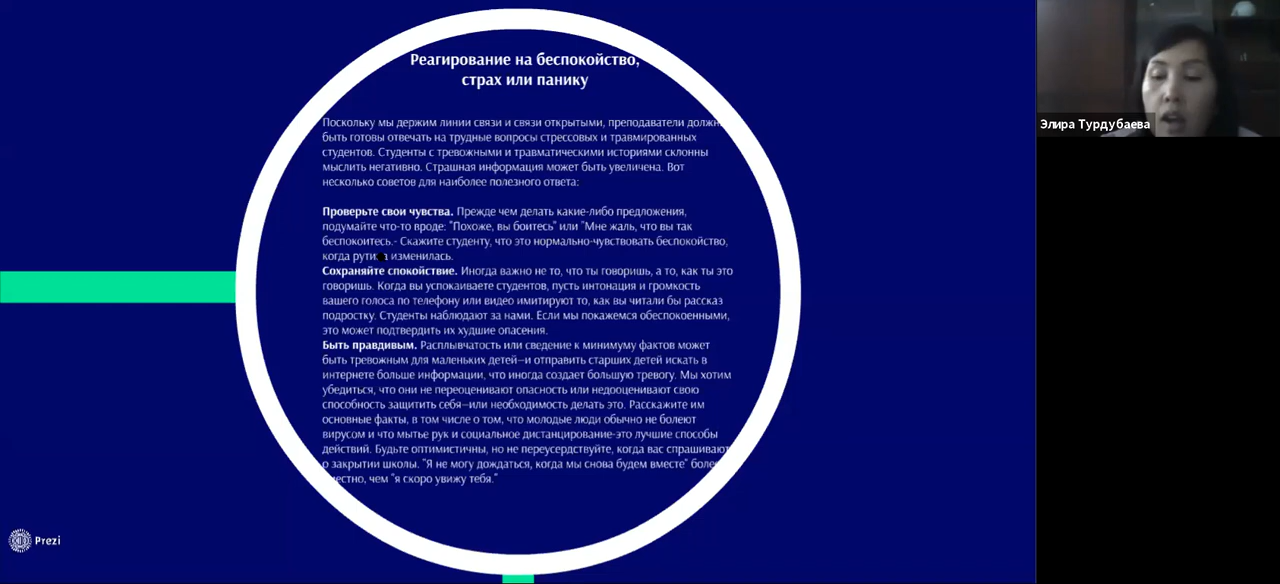 Реагирование на беспокойство,
страх или панику
Поскольку мы держим линии связи и связи открытыми, преподаватели
быть готовы отвечать на трудные вопросы стрессовых и травмированных
студентов. Студенты с тревожными и травматическими историями склонны
мыслить негативно. Страшная информация может быть увеличена. Вот
несколько советов для наиболее полезного ответа:
Проверьте свои чувства. Прежде чем делать какие-либо предложения,
подумайте что-то вроде: "Похоже, вы боитесь" или "Мне жаль, что вы так
беспокоитесь.- Скажите студенту, что это нормально-чувствовать беспокойство,
когда изменилась.
Сохраняйте спокойствие. Иногда важно не то, что ты говоришь, а то, как ты это
говоришь. Когда вы успокаиваете студентов, пусть интонация и громкость
вашего голоса по телефону или видео имитируют то, как вы читали бы рассказ
подростку. Студенты наблюдают за нами. Если мы покажемся обеспокоенными,
это может подтвердить их худшие опасения.
Быть правдивым. Расплывчатость или сведение к минимуму фактов может
быть тревожным для маленьких детей—и отправить старших детей искать в
интернете больше информации, что иногда создает большую тревогу. Мы хотим
убедиться, что они не переоценивают опасность или недооценивают свою
способность защитить себя—или необходимость делать это. Расскажите им
основные факты, в том числе о том, что молодые люди обычно не болеют
вирусом и что мытье рук и социальное дистанцирование-это лучшие способы
действий. Будьте оптимистичны, но не переусердствуйте, когда вас спрашивают
о закрытии школы. "Я не могу дождаться, когда мы снова будем вместе"
чем "я скоро увижу тебя."
Prezi
Элира Турдубаева